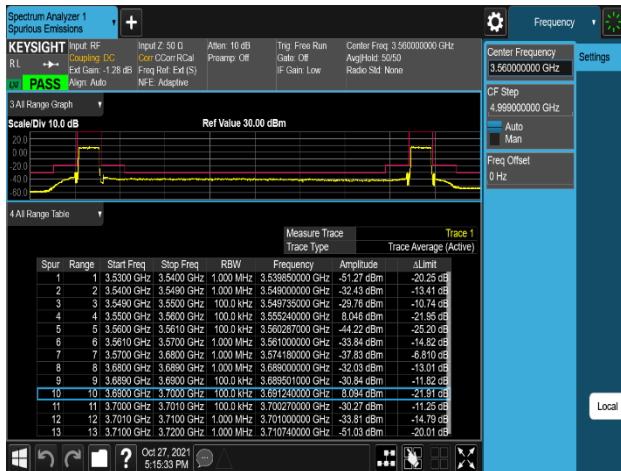 Spectrum Analyzer 1
Spurious Emissions
+
Frequency
KEYSIGHT Input: RF Input Z: 50 Ω Atten: 10 dB Trig: Free Run Center Freq: 3.560000000 GHz
RL Coupling: DC Corr CCorr RCal Preamp: Off Gate: Off Avg|Hold: 50/50
Ext Gain: -1.28 dB Freq Ref: Ext (S) IF Gain: Low Radio Std: None
PASS Align: Auto NFE: Adaptive
Center Frequency
3.560000000 GHz
Settings
CF Step
4.999000000 GHz
Auto
Man
Freq Offset
0 Hz
3 All Range Graph
Scale/Div 10.0 dB Ref Value 30.00 dBm
20.0
0.00
-20.0
-40.0
-60.0
4 All Range Table
Measure Trace Trace 1
Trace Type Trace Average (Active)
Spur Range Start Freq Stop Freq RBW Frequency Amplitude ΔLimit
1 1 3.5300 GHz 3.5400 GHz 1.000 MHz 3.539850000 GHz -51.27 dBm -20.25 dB
2 2 3.5400 GHz 3.5490 GHz 1.000 MHz 3.549000000 GHz -32.43 dBm -13.41 dB
3 3 3.5490 GHz 3.5500 GHz 100.0 kHz 3.549735000 GHz -29.76 dBm -10.74 dB
4 4 3.5500 GHz 3.5600 GHz 100.0 kHz 3.555240000 GHz 8.046 dBm -21.95 dB
5 5 3.5600 GHz 3.5610 GHz 100.0 kHz 3.560287000 GHz -44.22 dBm -25.20 dB
6 6 3.5610 GHz 3.5700 GHz 1.000 MHz 3.561000000 GHz -33.84 dBm -14.82 dB
7 7 3.5700 GHz 3.6800 GHz 1.000 MHz 3.574180000 GHz -37.83 dBm -6.810 dB
8 8 3.6800 GHz 3.6890 GHz 1.000 MHz 3.689000000 GHz -32.03 dBm -13.01 dB
9 9 3.6890 GHz 3.6900 GHz 100.0 kHz 3.689501000 GHz -30.84 dBm -11.82 dB
10 10 3.6900 GHz 3.7000 GHz 100.0 kHz 3.691240000 GHz 8.094 dBm -21.91 dB
11 11 3.7000 GHz 3.7010 GHz 100.0 kHz 3.700270000 GHz -30.27 dBm -11.25 dB
12 12 3.7010 GHz 3.7100 GHz 1.000 MHz 3.701000000 GHz -33.81 dBm -14.79 dB
13 13 3.7100 GHz 3.7200 GHz 1.000 MHz 3.710740000 GHz -51.03 dBm -20.01 dB
Local
?
Oct 27, 2021
5:15:33 PM